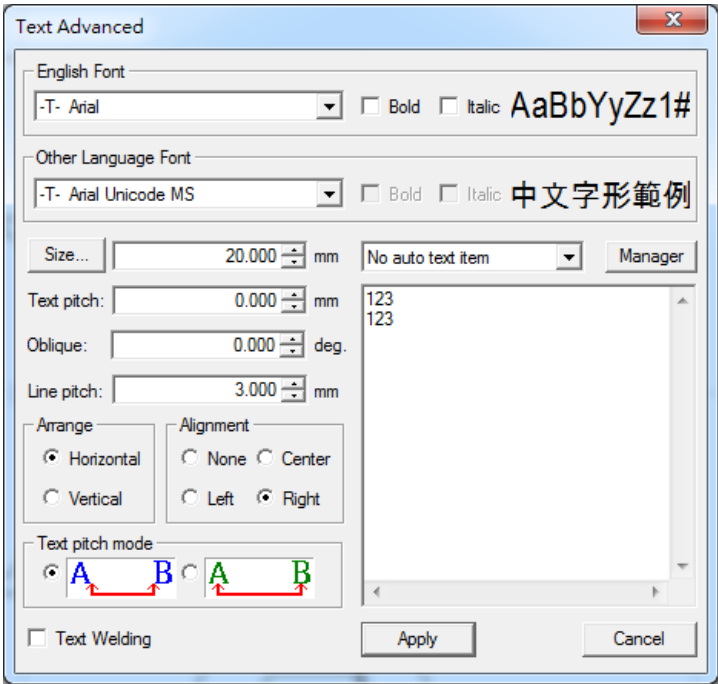 Text Advanced
English Font
-T- Arial
Bold
Italic
AaBbYyZz1#
Other Language Font
-T- Arial Unicode MS
Bold
Italic
中文字形範例
Size...
20.000
mm
No auto text item
Manager
Text pitch:
0.000
mm
123
123
Oblique:
0.000
deg.
Line pitch:
3.000
mm
Arrange
Horizontal
Vertical
Alignment
None
Center
Left
Right
Text pitch mode
A B
A B
Text Welding
Apply
Cancel